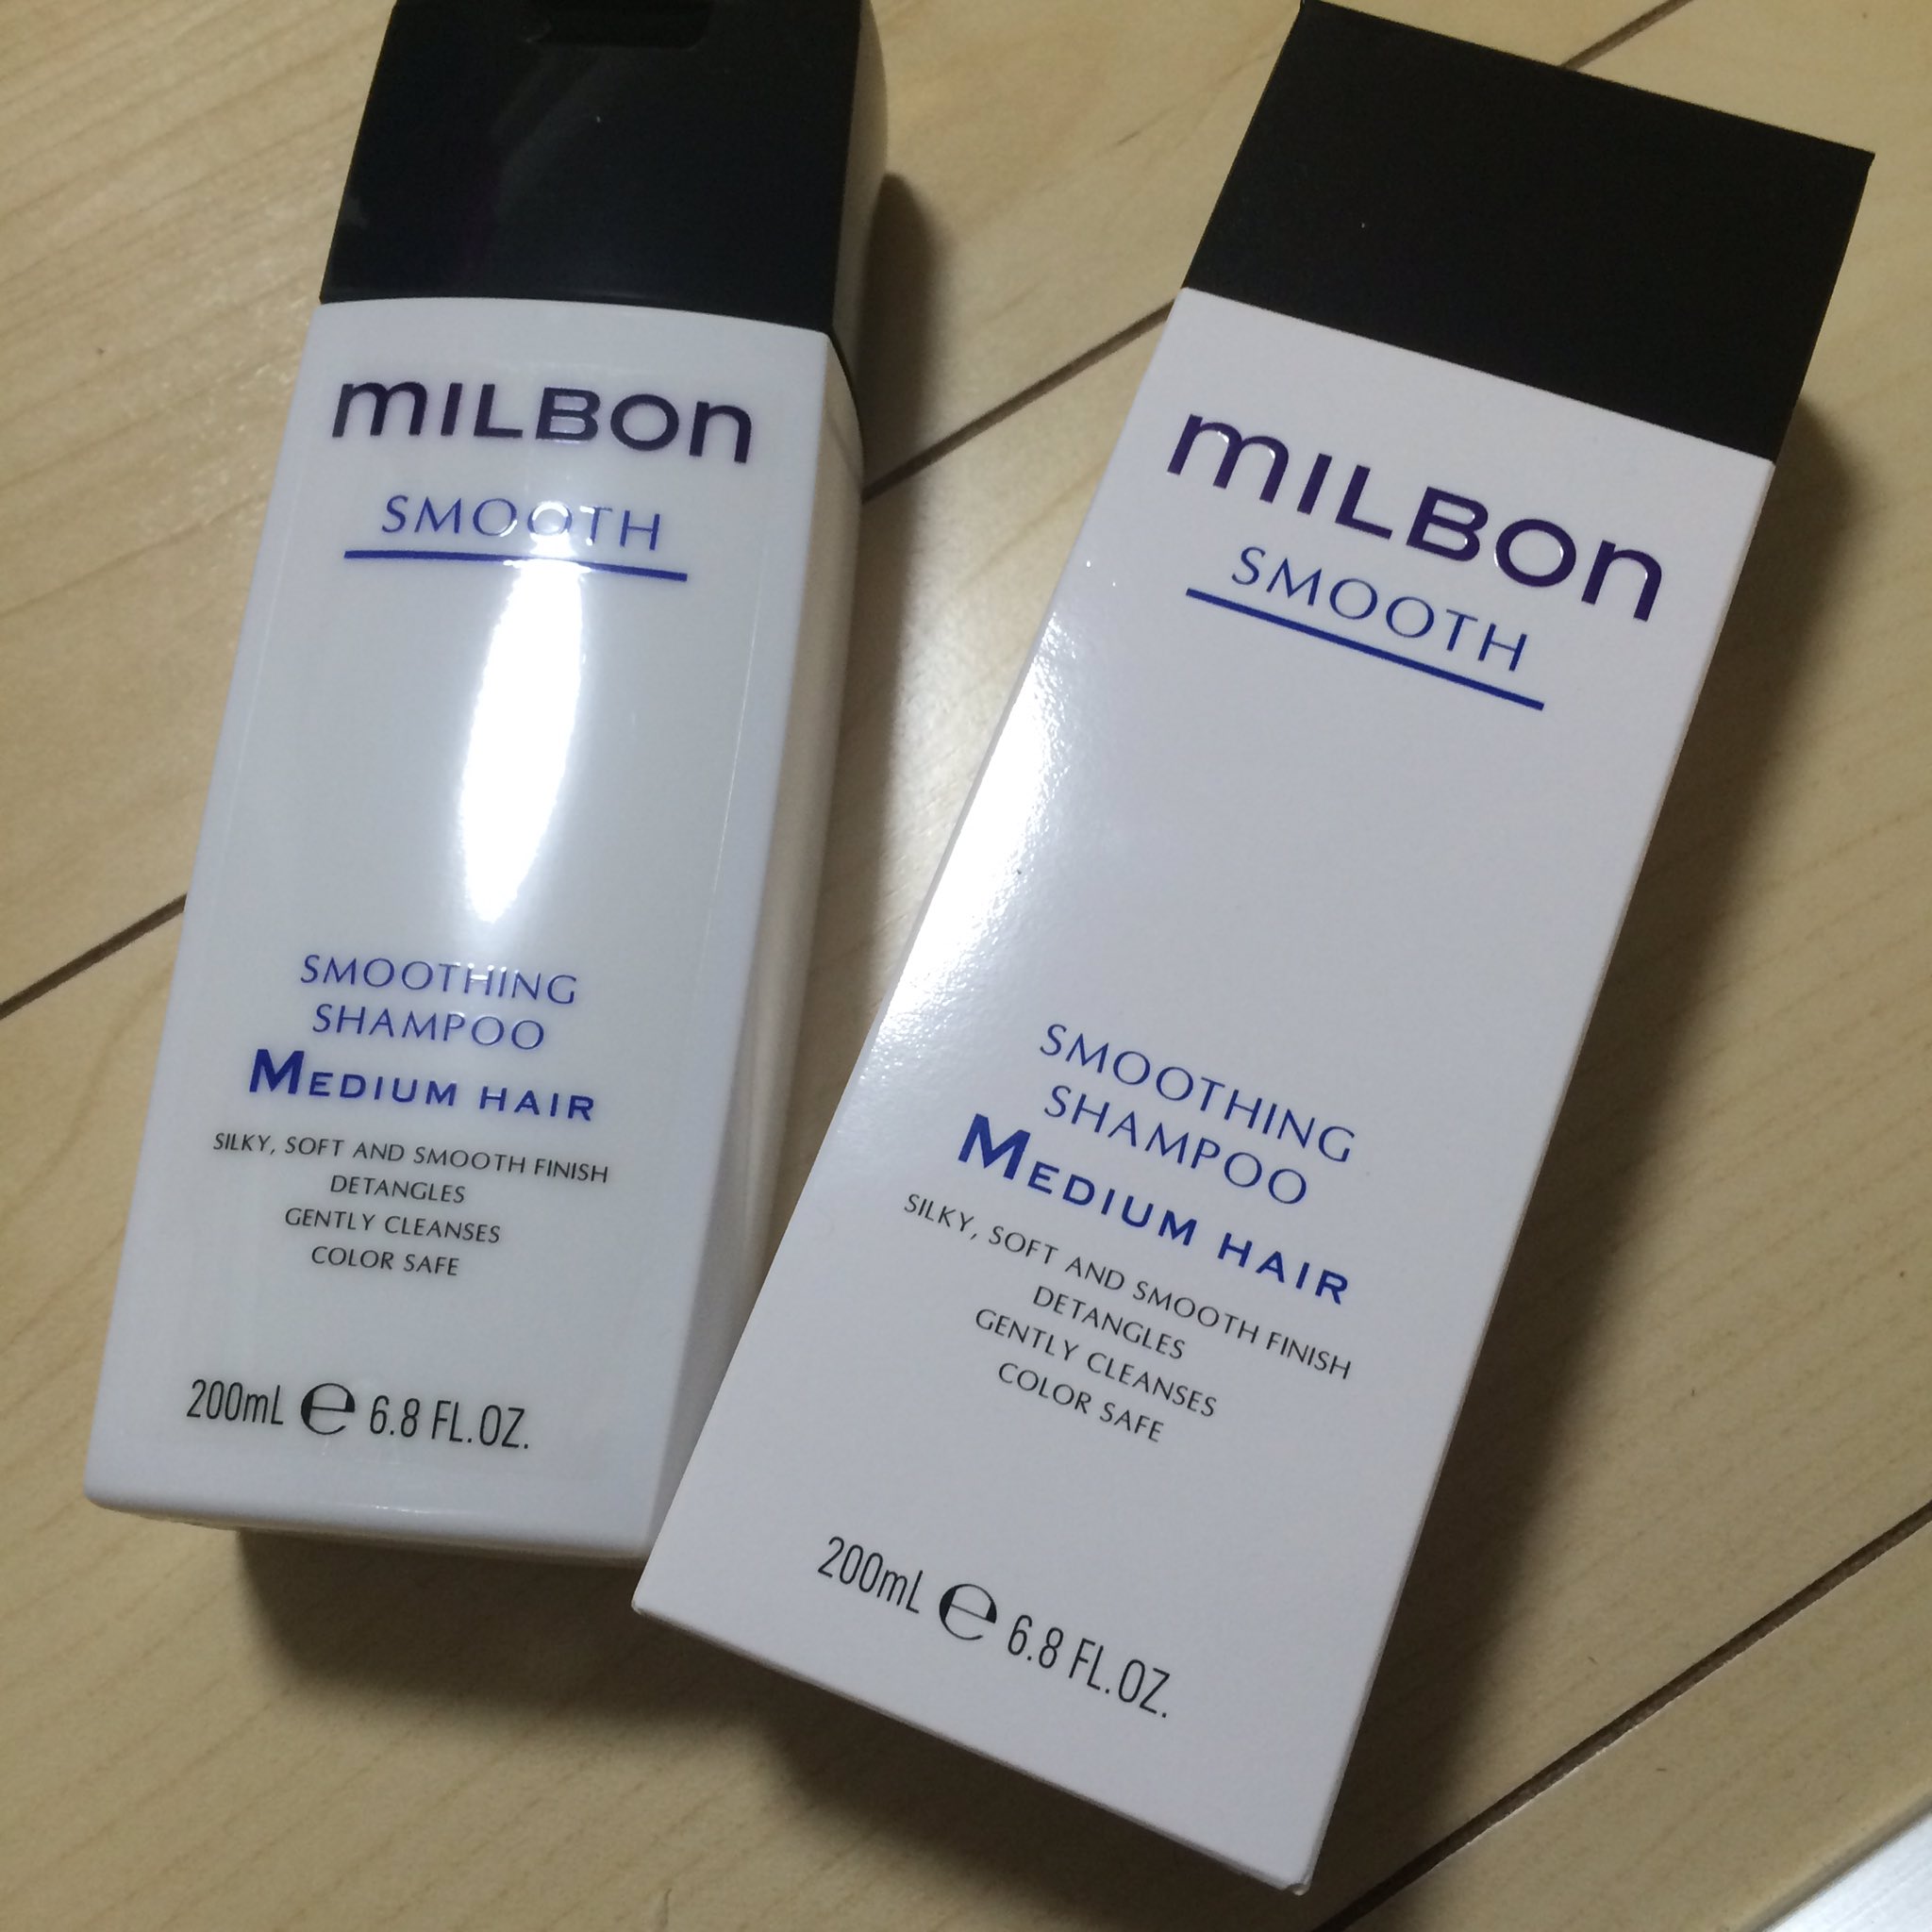 mILBOn
SMOOTH
SMOOTHING
SHAMPOO
MEDIUM HAIR
SILKY, SOFT AND SMOOTH FINISH
DETANGLES
GENTLY CLEANSES
COLOR SAFE
200mL e 6.8 FL.OZ.
mILBOn
SMOOTH
SMOOTHING
SHAMPOO
MEDIUM HAIR
SILKY, SOFT AND SMOOTH FINISH
DETANGLES
GENTLY CLEANSES
COLOR SAFE
200mL e 6.8 FL.OZ.